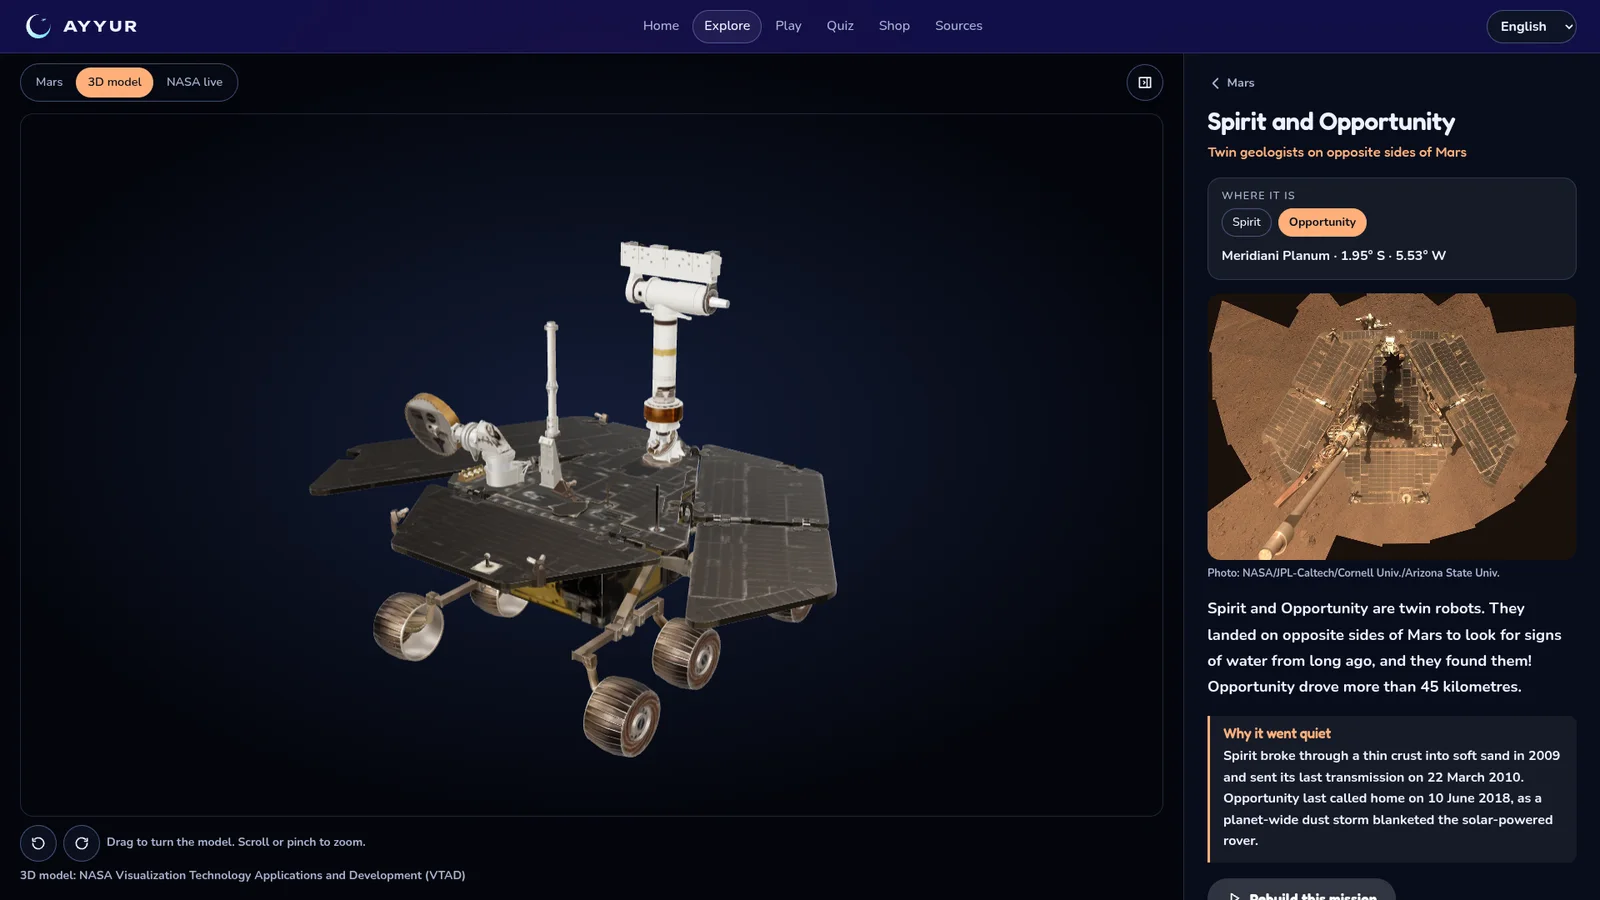 AYYUR
Home
Explore
Play
Quiz
Shop
Sources
English
Mars
3D model
NASA live
Mars
Spirit and Opportunity
Twin geologists on opposite sides of Mars
WHERE IT IS
Spirit
Opportunity
Meridiani Planum · 1.95° S · 5.53° W
Photo: NASA/JPL-Caltech/Cornell Univ./Arizona State Univ.
Spirit and Opportunity are twin robots. They
landed on opposite sides of Mars to look for signs
of water from long ago, and they found them!
Opportunity drove more than 45 kilometres.
Why it went quiet
Spirit broke through a thin crust into soft sand in 2009
and sent its last transmission on 22 March 2010.
Opportunity last called home on 10 June 2018, as a
planet-wide dust storm blanketed the solar-powered
rover.
Rebuild this mission
Drag to turn the model. Scroll or pinch to zoom.
3D model: NASA Visualization Technology Applications and Development (VTAD)